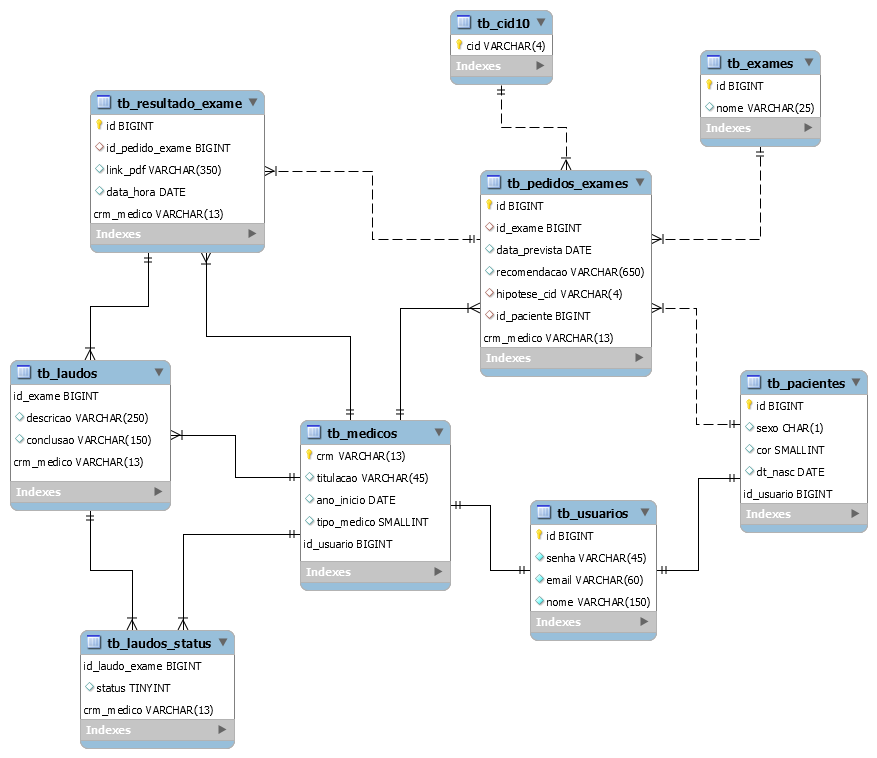 tb_cid10
cid VARCHAR(4)
Indexes
tb_exames
id BIGINT
nome VARCHAR(25)
Indexes
tb_resultado_exame
id BIGINT
id_pedido_exame BIGINT
link_pdf VARCHAR(350)
data_hora DATE
crm_medico VARCHAR(13)
Indexes
tb_pedidos_exames
id BIGINT
id_exame BIGINT
data_prevista DATE
recomendacao VARCHAR(650)
hipotese_cid VARCHAR(4)
id_paciente BIGINT
crm_medico VARCHAR(13)
Indexes
tb_laudos
id_exame BIGINT
descricao VARCHAR(250)
conclusao VARCHAR(150)
crm_medico VARCHAR(13)
Indexes
tb_medicos
crm VARCHAR(13)
titulacao VARCHAR(45)
ano_inicio DATE
tipo_medico SMALLINT
id_usuario BIGINT
Indexes
tb_pacientes
id BIGINT
sexo CHAR(1)
cor SMALLINT
dt_nasc DATE
id_usuario BIGINT
Indexes
tb_usuarios
id BIGINT
senha VARCHAR(45)
email VARCHAR(60)
nome VARCHAR(150)
Indexes
tb_laudos_status
id_laudo_exame BIGINT
status TINYINT
crm_medico VARCHAR(13)
Indexes